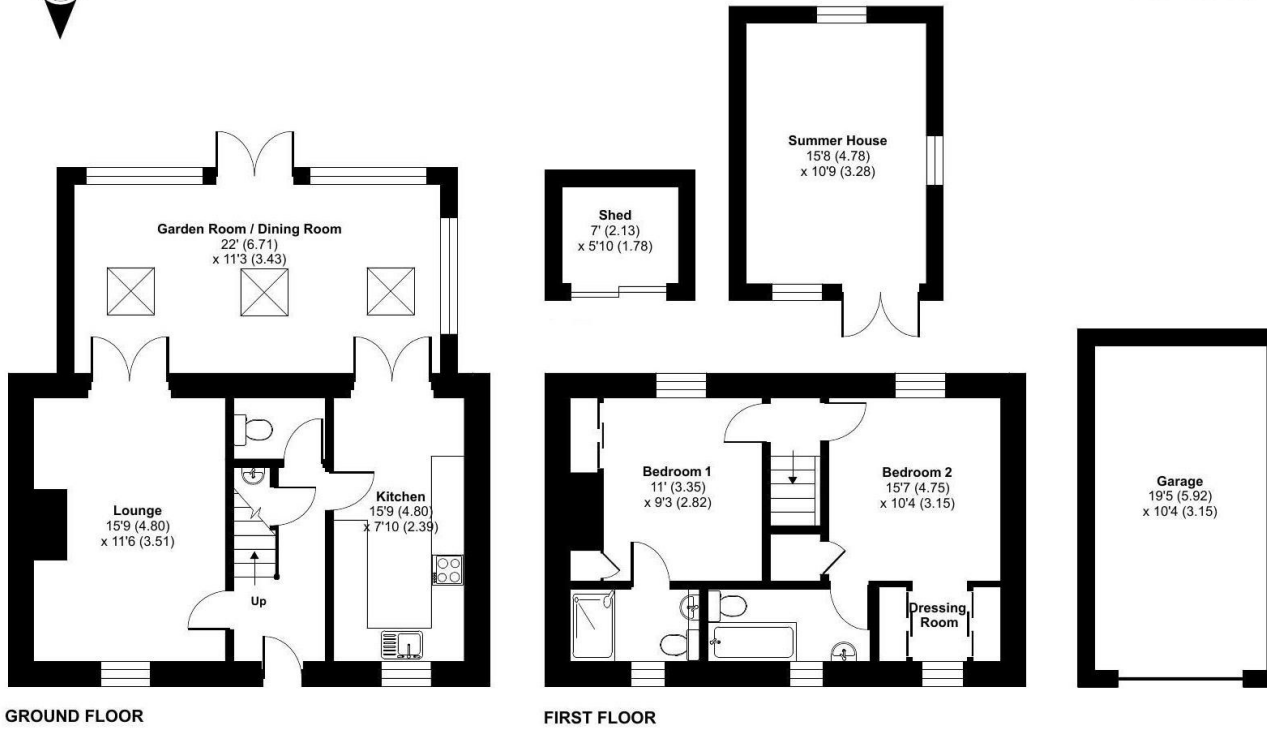 Summer House
15'8 (4.78)
x 10'9 (3.28)
Shed
7' (2.13)
x 5'10 (1.78)
Garden Room / Dining Room
22' (6.71)
x 11'3 (3.43)
Lounge
15'9 (4.80)
x 11'6 (3.51)
Up
Kitchen
15'9 (4.80)
x 7'10 (2.39)
Bedroom 1
11' (3.35)
x 9'3 (2.82)
Bedroom 2
15'7 (4.75)
x 10'4 (3.15)
Dressing
Room
Garage
19'5 (5.92)
x 10'4 (3.15)
GROUND FLOOR
FIRST FLOOR